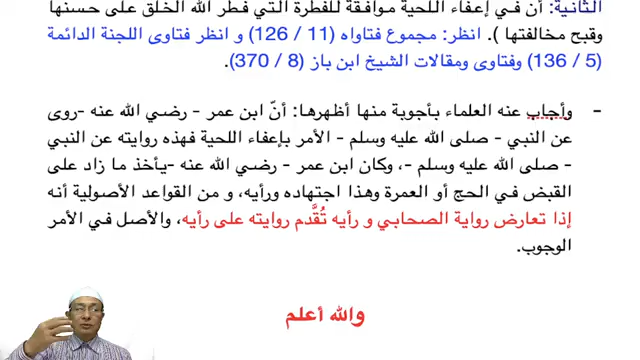 الثانية: أن في إعفاء اللحية موافقة للفطرة التي فطر الله الخلق على حسنها
وقبح مخالفتها ). انظر: مجموع فتاواه (11 / 126) و انظر فتاوى اللجنة الدائمة
(5 / 136) وفتاوى ومقالات الشيخ ابن باز (8 / 370).
- وأجاب عنه العلماء بأجوبة منها أظهرها: أنّ ابن عمر - رضي الله عنه -روى
عن النبي - صلى الله عليه وسلم - الأمر بإعفاء اللحية فهذه روايته عن النبي
- صلى الله عليه وسلم -، وكان ابن عمر - رضي الله عنه -يأخذ ما زاد على
القبض في الحج أو العمرة وهذا اجتهاده ورأيه، و من القواعد الأصولية أنه
إذا تعارض رواية الصحابي و رأيه تُقدَّم روايته على رأيه، والأصل في الأمر
الوجوب.
والله أعلم